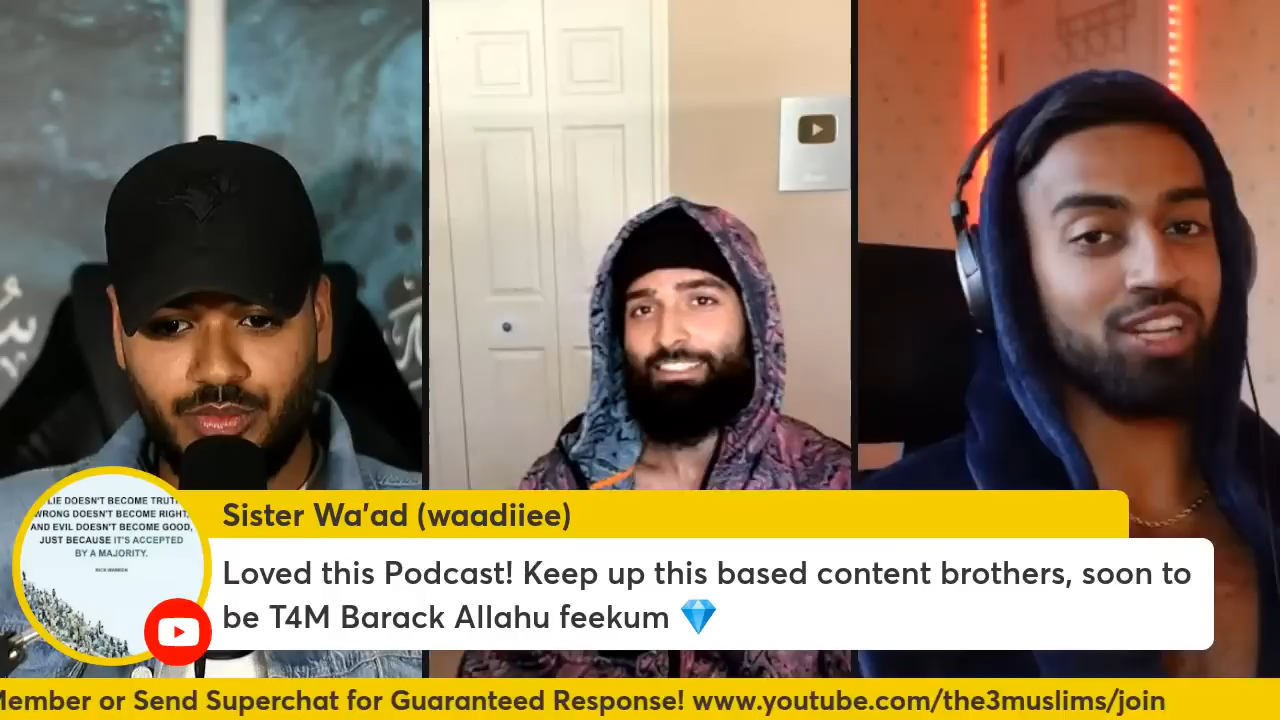 LIE DOESN'T BECOME TRUTH,
WRONG DOESN'T BECOME RIGHT,
AND EVIL DOESN'T BECOME GOOD,
JUST BECAUSE IT'S ACCEPTED
BY A MAJORITY.
RICK WARREN
Sister Wa'ad (waadiiee)
Loved this Podcast! Keep up this based content brothers, soon to
be T4M Barack Allahu feekum 💎
Member or Send Superchat for Guaranteed Response! www.youtube.com/the3muslims/join